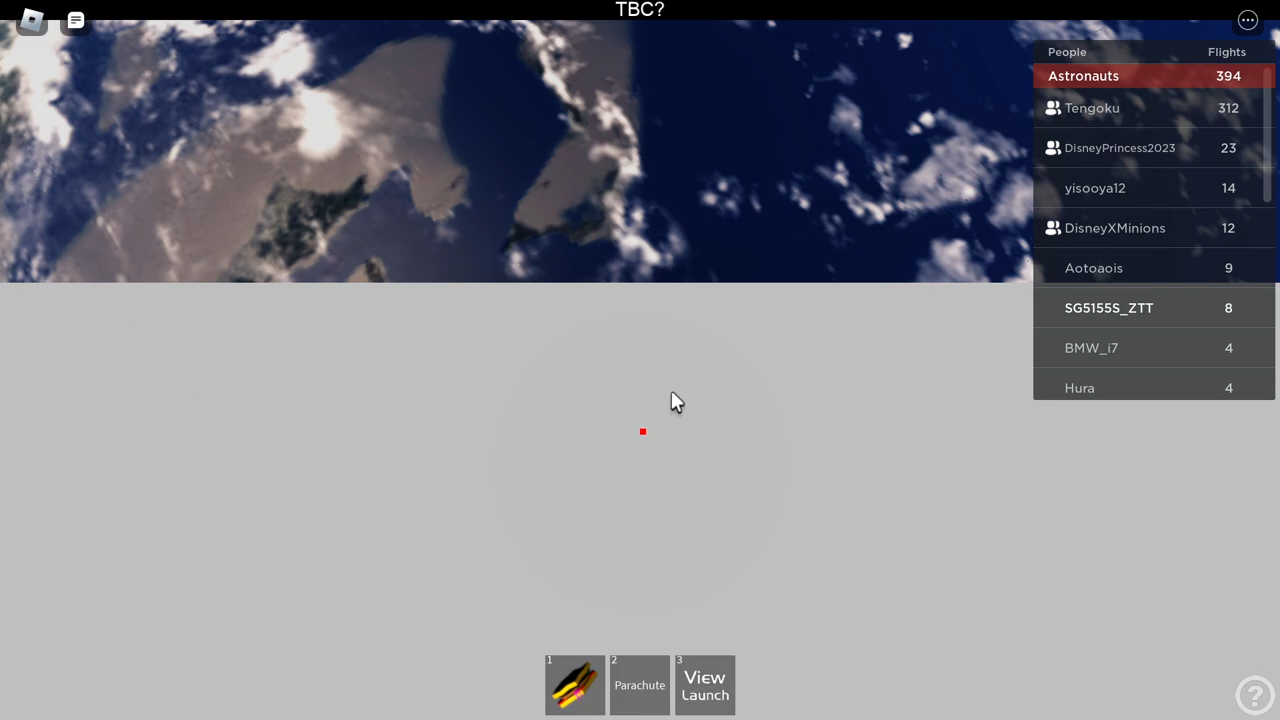 TBC?
People Flights
Astronauts 394
Tengoku 312
DisneyPrincess2023 23
yisooya12 14
DisneyXMinions 12
Aotoaois 9
SG5155S_ZTT 8
BMW_i7 4
Hura 4
1
2
Parachute
3
View
Launch
?